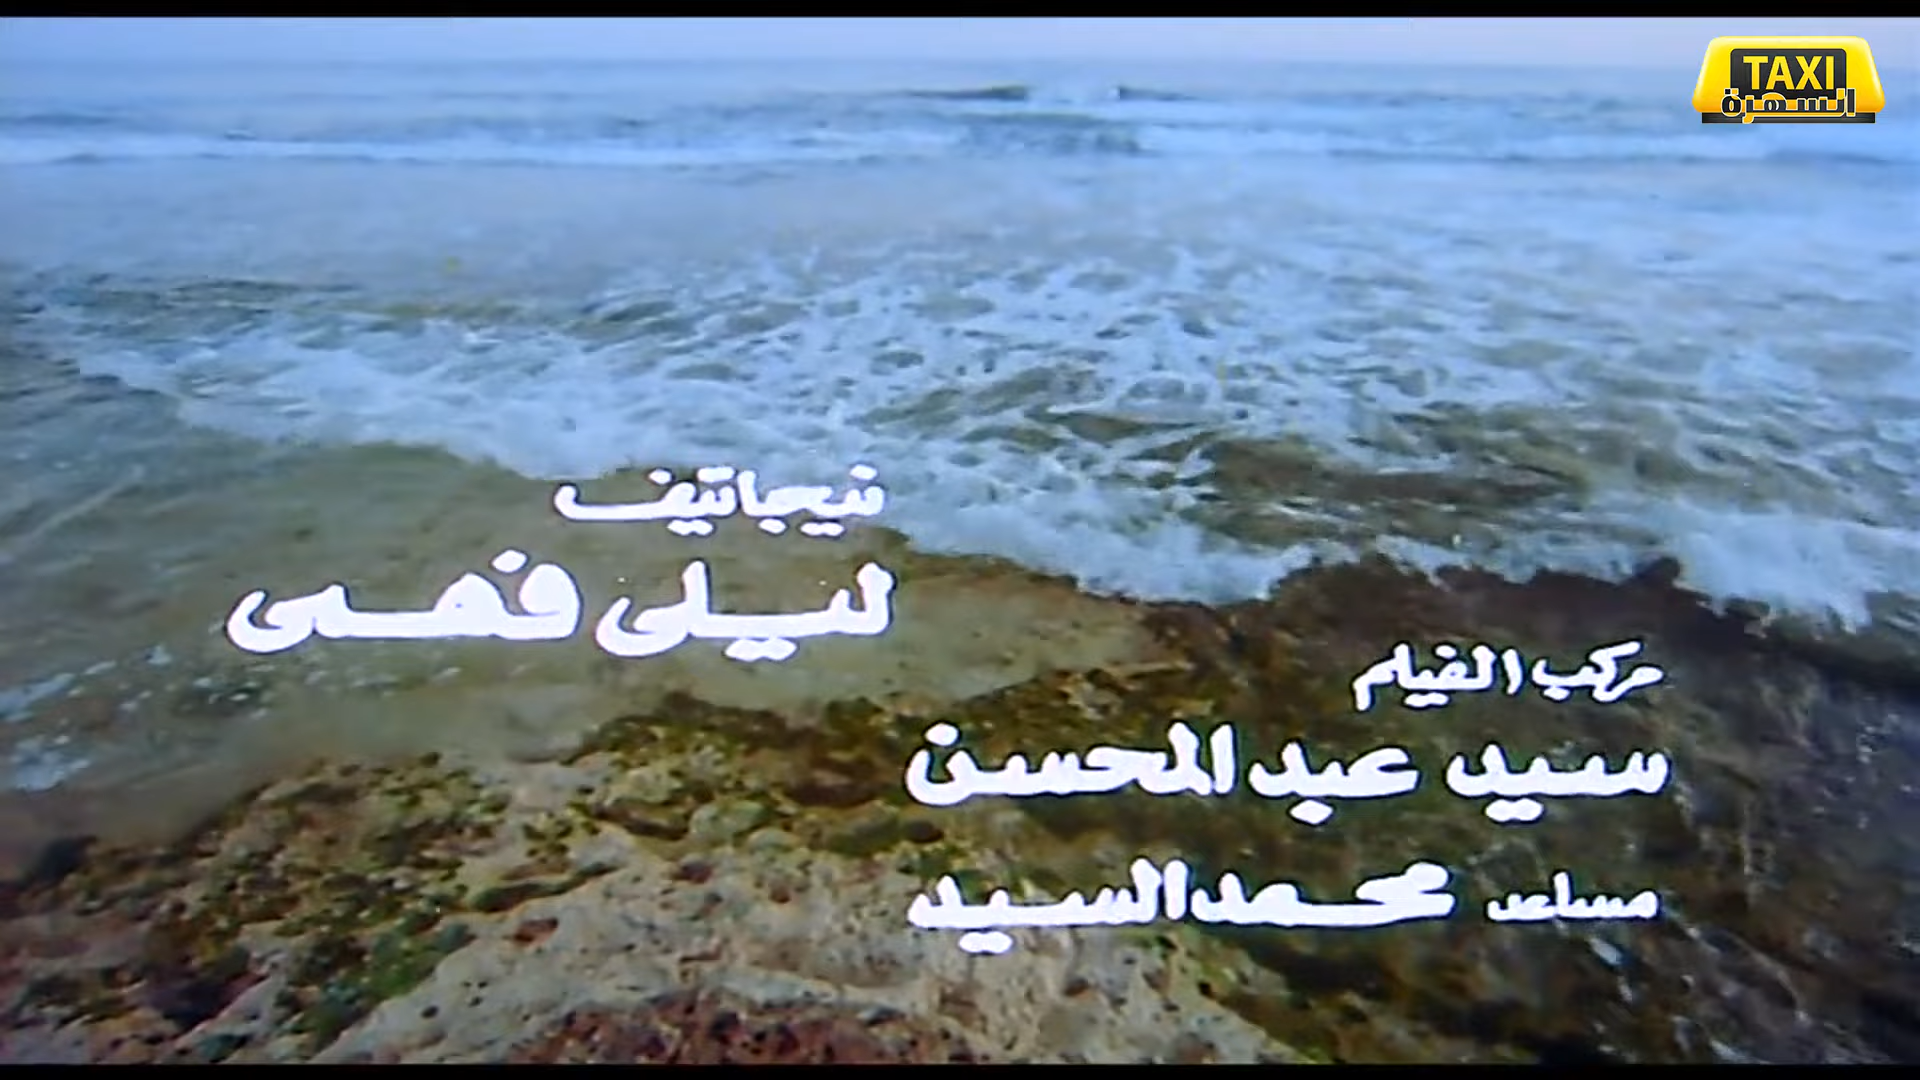 TAXI
السهرة
نيجاتيف
ليلى فهمى
مركب الفيلم
سيد عبد المحسن
مساعد محمد السيد